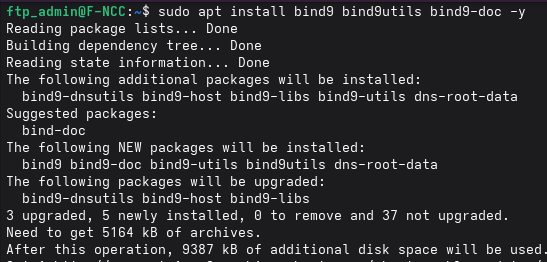 ftp_admin@F-NCC:~$ sudo apt install bind9 bind9utils bind9-doc -y
Reading package lists... Done
Building dependency tree... Done
Reading state information... Done
The following additional packages will be installed:
  bind9-dnsutils bind9-host bind9-libs bind9-utils dns-root-data
Suggested packages:
  bind-doc
The following NEW packages will be installed:
  bind9 bind9-doc bind9-utils bind9utils dns-root-data
The following packages will be upgraded:
  bind9-dnsutils bind9-host bind9-libs
3 upgraded, 5 newly installed, 0 to remove and 37 not upgraded.
Need to get 5164 kB of archives.
After this operation, 9387 kB of additional disk space will be used.